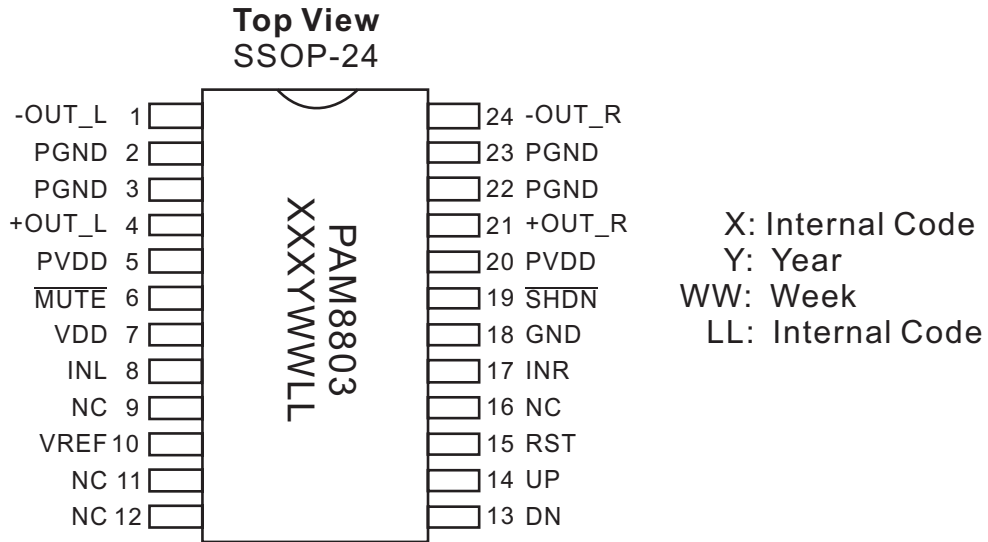 Top View
SSOP-24
-OUT_L 1
PGND 2
PGND 3
+OUT_L 4
PVDD 5
MUTE 6
VDD 7
INL 8
NC 9
VREF 10
NC 11
NC 12
PAM8803
XXXYWWLL
24 -OUT_R
23 PGND
22 PGND
21 +OUT_R
20 PVDD
19 SHDN
18 GND
17 INR
16 NC
15 RST
14 UP
13 DN
X: Internal Code
Y: Year
WW: Week
LL: Internal Code